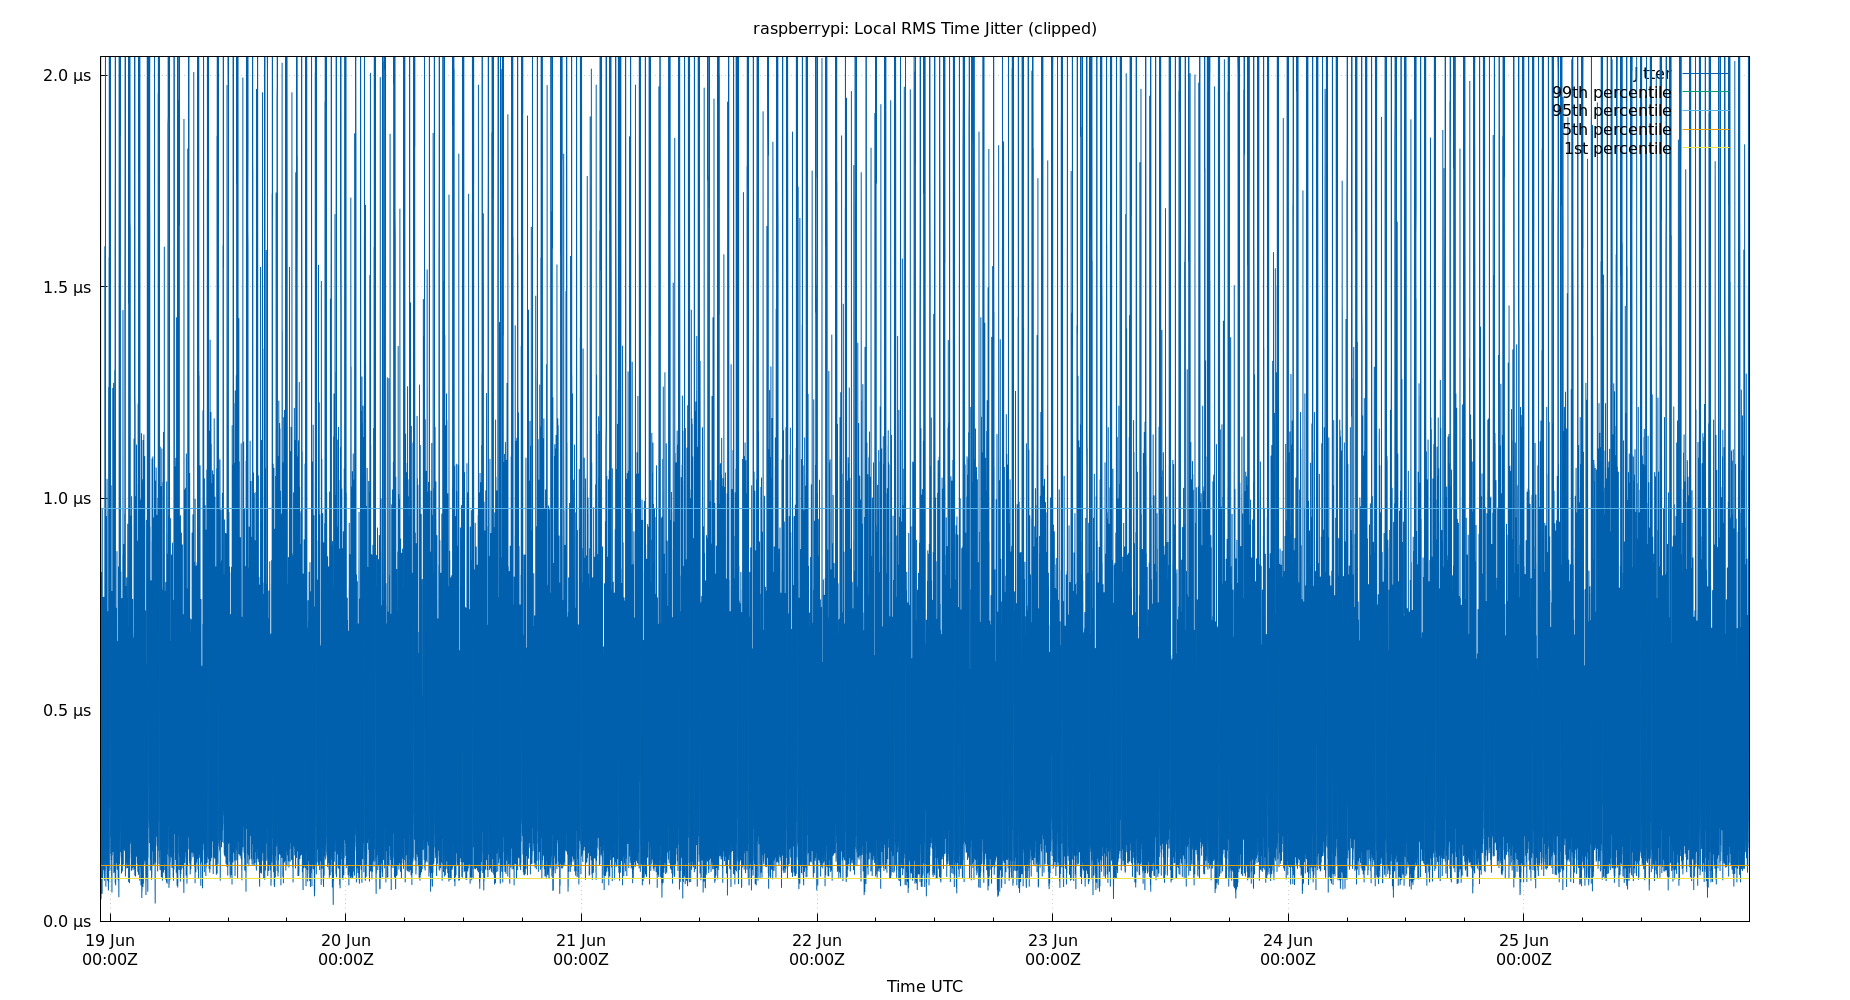 raspberrypi: Local RMS Time Jitter (clipped)
2.0 µs
1.5 µs
1.0 µs
0.5 µs
0.0 µs
Jitter
99th percentile
95th percentile
5th percentile
1st percentile
19 Jun
00:00Z
20 Jun
00:00Z
21 Jun
00:00Z
22 Jun
00:00Z
23 Jun
00:00Z
24 Jun
00:00Z
25 Jun
00:00Z
Time UTC